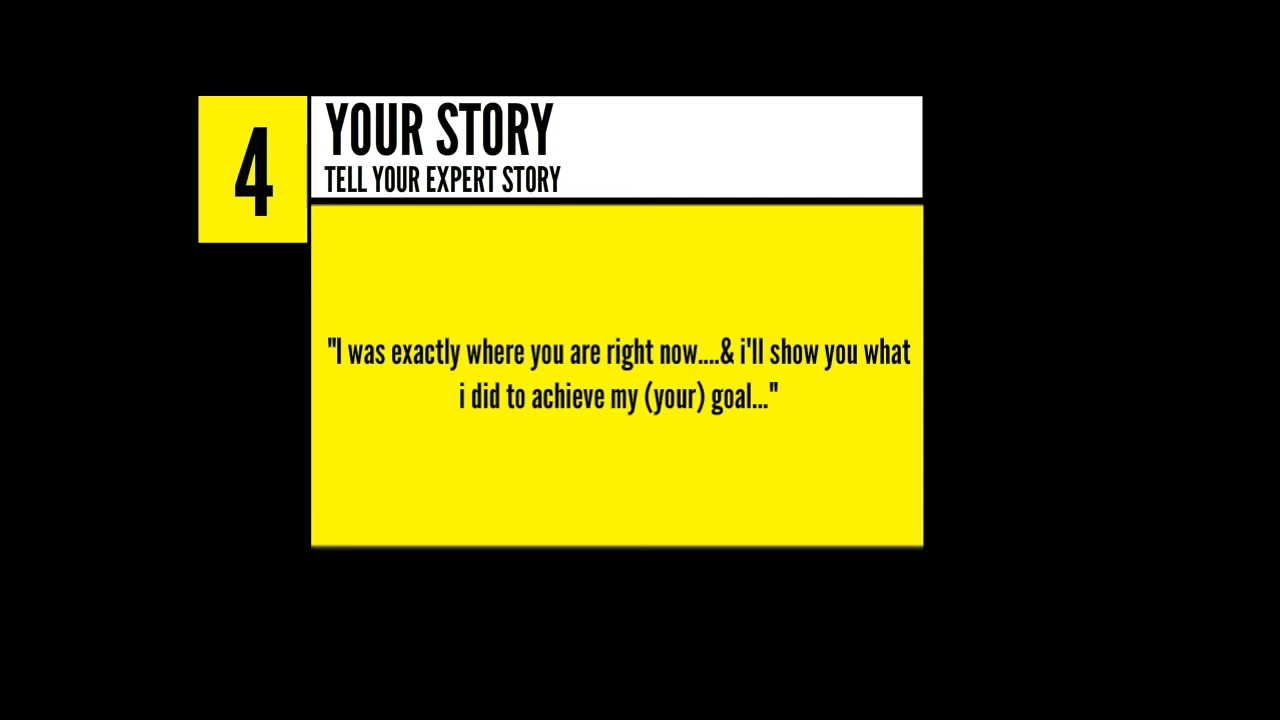 4
YOUR STORY
TELL YOUR EXPERT STORY
"I was exactly where you are right now....& i'll show you what
i did to achieve my (your) goal..."